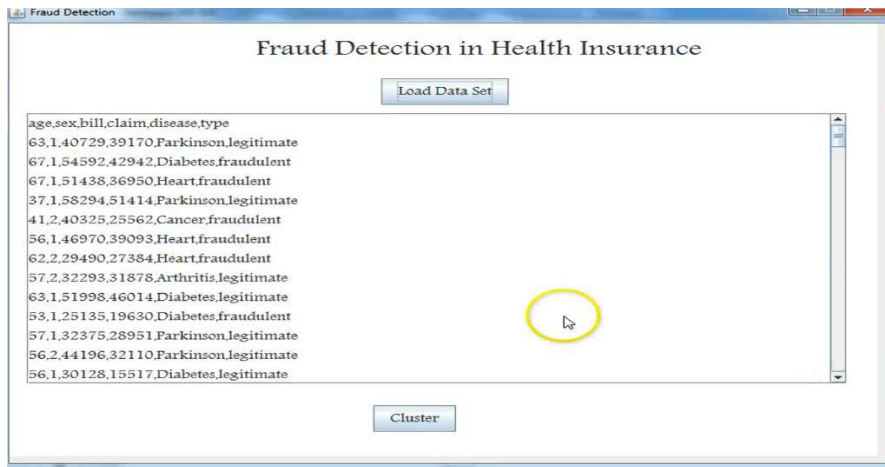 Fraud Detection
Fraud Detection in Health Insurance
Load Data Set
age,sex,bill,claim,disease,type
63,1,40729,39170,Parkinson,legitimate
67,1,54592,42942,Diabetes,fraudulent
67,1,51438,36950,Heart,fraudulent
37,1,58294,51414,Parkinson,legitimate
41,2,40325,25562,Cancer,fraudulent
56,1,46970,39093,Heart,fraudulent
62,2,29490,27384,Heart,fraudulent
57,2,32293,31878,Arthritis,legitimate
63,1,51998,46014,Diabetes,legitimate
53,1,25135,19630,Diabetes,fraudulent
57,1,32375,28951,Parkinson,legitimate
56,2,44196,32110,Parkinson,legitimate
56,1,30128,15517,Diabetes,legitimate
Cluster